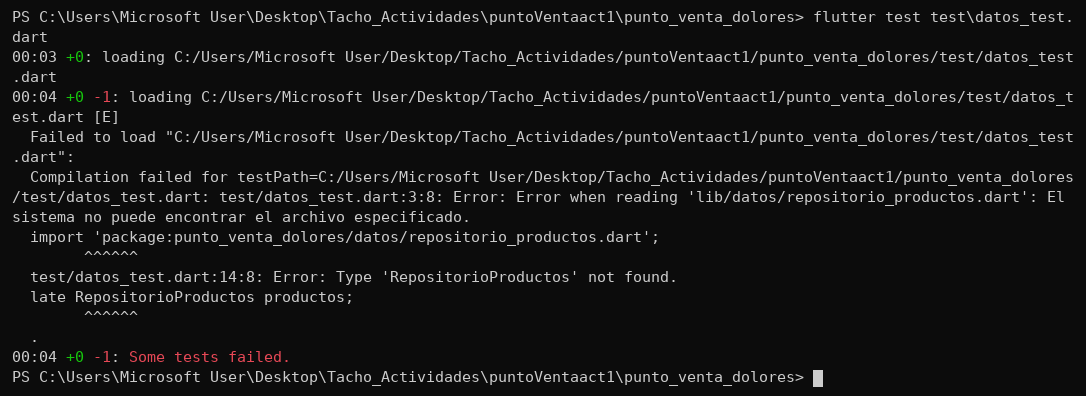 PS C:\Users\Microsoft User\Desktop\Tacho_Actividades\puntoVentaact1\punto_venta_dolores> flutter test test\datos_test.
dart
00:03 +0: loading C:/Users/Microsoft User/Desktop/Tacho_Actividades/puntoVentaact1/punto_venta_dolores/test/datos_test
.dart
00:04 +0 -1: loading C:/Users/Microsoft User/Desktop/Tacho_Actividades/puntoVentaact1/punto_venta_dolores/test/datos_t
est.dart [E]
  Failed to load "C:/Users/Microsoft User/Desktop/Tacho_Actividades/puntoVentaact1/punto_venta_dolores/test/datos_test
.dart":
  Compilation failed for testPath=C:/Users/Microsoft User/Desktop/Tacho_Actividades/puntoVentaact1/punto_venta_dolores
/test/datos_test.dart: test/datos_test.dart:3:8: Error: Error when reading 'lib/datos/repositorio_productos.dart': El
sistema no puede encontrar el archivo especificado.
  import 'package:punto_venta_dolores/datos/repositorio_productos.dart';
        ^^^^^^
  test/datos_test.dart:14:8: Error: Type 'RepositorioProductos' not found.
  late RepositorioProductos productos;
        ^^^^^^
  .
00:04 +0 -1: Some tests failed.
PS C:\Users\Microsoft User\Desktop\Tacho_Actividades\puntoVentaact1\punto_venta_dolores>